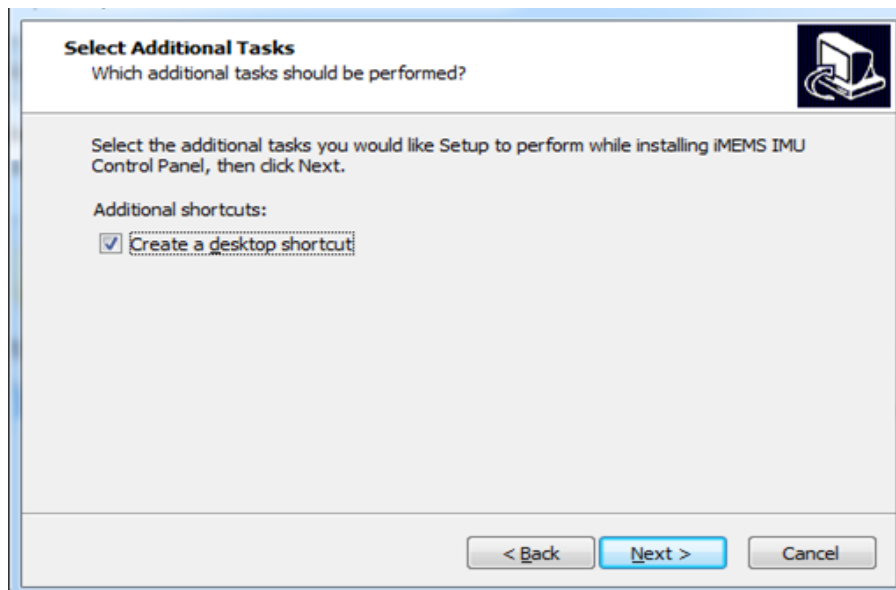 Select Additional Tasks
Which additional tasks should be performed?
Select the additional tasks you would like Setup to perform while installing iMEMS IMU
Control Panel, then click Next.
Additional shortcuts:
Create a desktop shortcut
< Back Next > Cancel